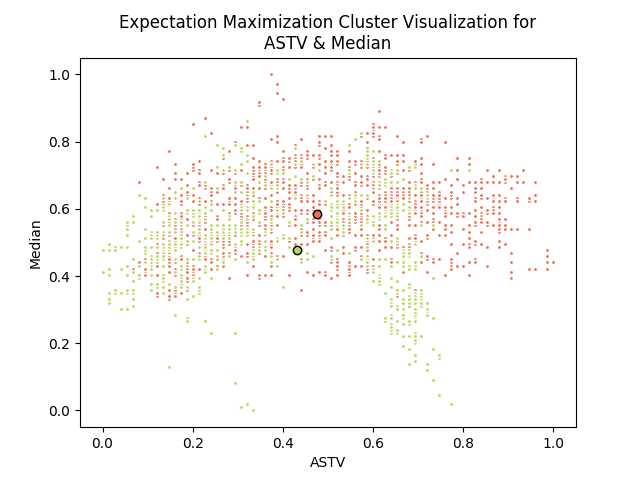 Expectation Maximization Cluster Visualization for
ASTV & Median
1.0
0.8
0.6
0.4
0.2
0.0
Median
0.0 0.2 0.4 0.6 0.8 1.0
ASTV